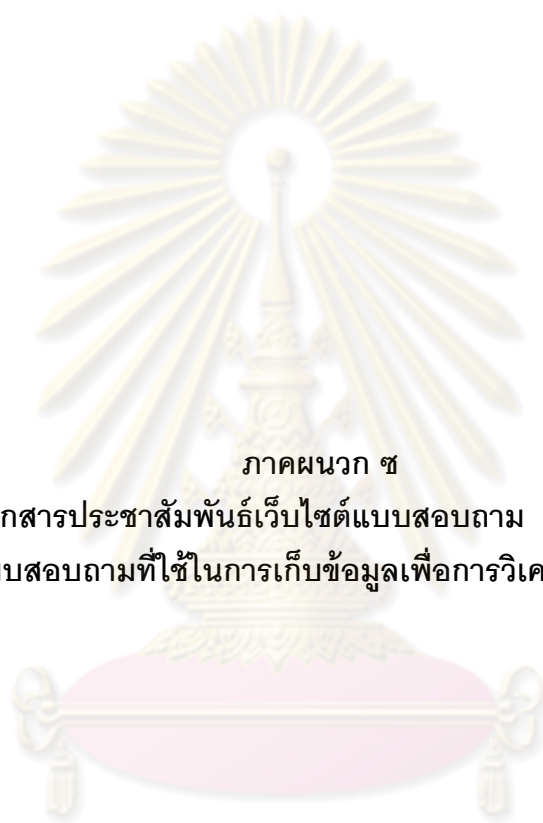 ภาคผนวก ซ
กสารประชาสัมพันธ์เว็บไซต์แบบสอบถาม
บสอบถามที่ใช้ในการเก็บข้อมูลเพื่อการวิเค